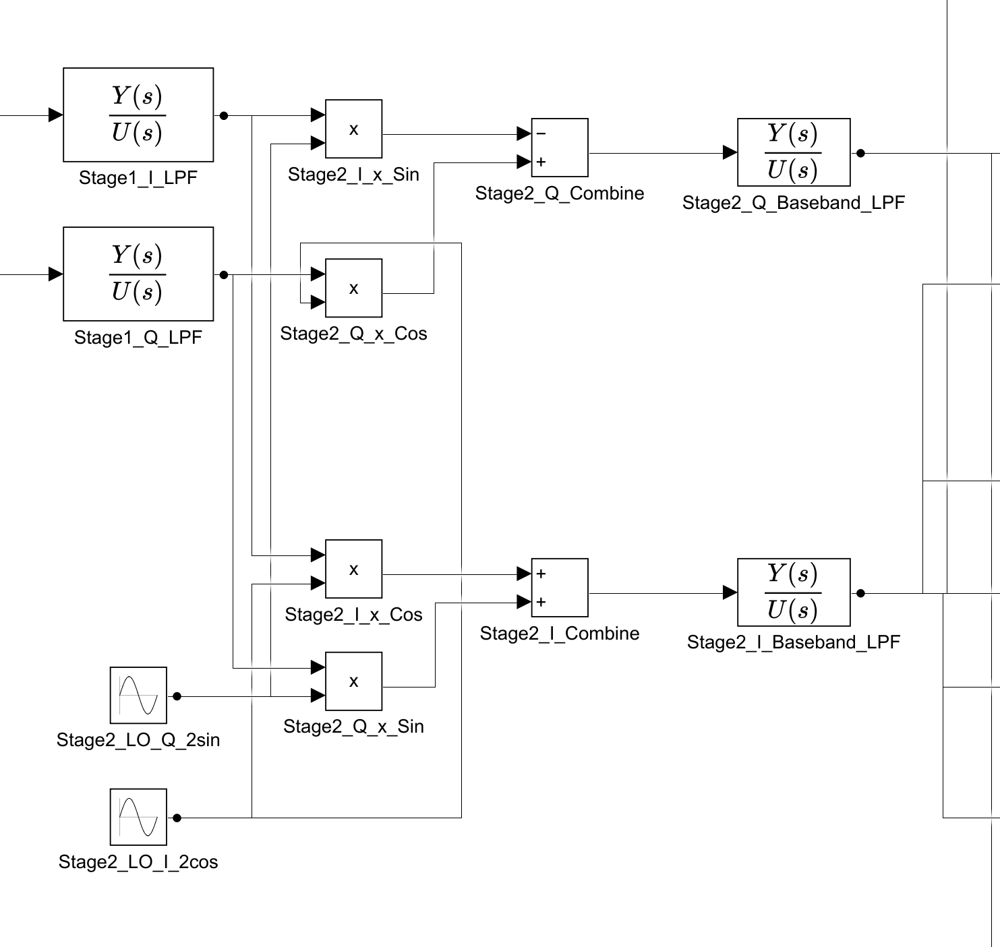 Y(s)
U(s)
Stage1_I_LPF
x
Stage2_I_x_Sin
−
+
Stage2_Q_Combine
Y(s)
U(s)
Stage2_Q_Baseband_LPF
Y(s)
U(s)
Stage1_Q_LPF
x
Stage2_Q_x_Cos
x
Stage2_I_x_Cos
+
+
Stage2_I_Combine
Y(s)
U(s)
Stage2_I_Baseband_LPF
x
Stage2_Q_x_Sin
Stage2_LO_Q_2sin
Stage2_LO_I_2cos